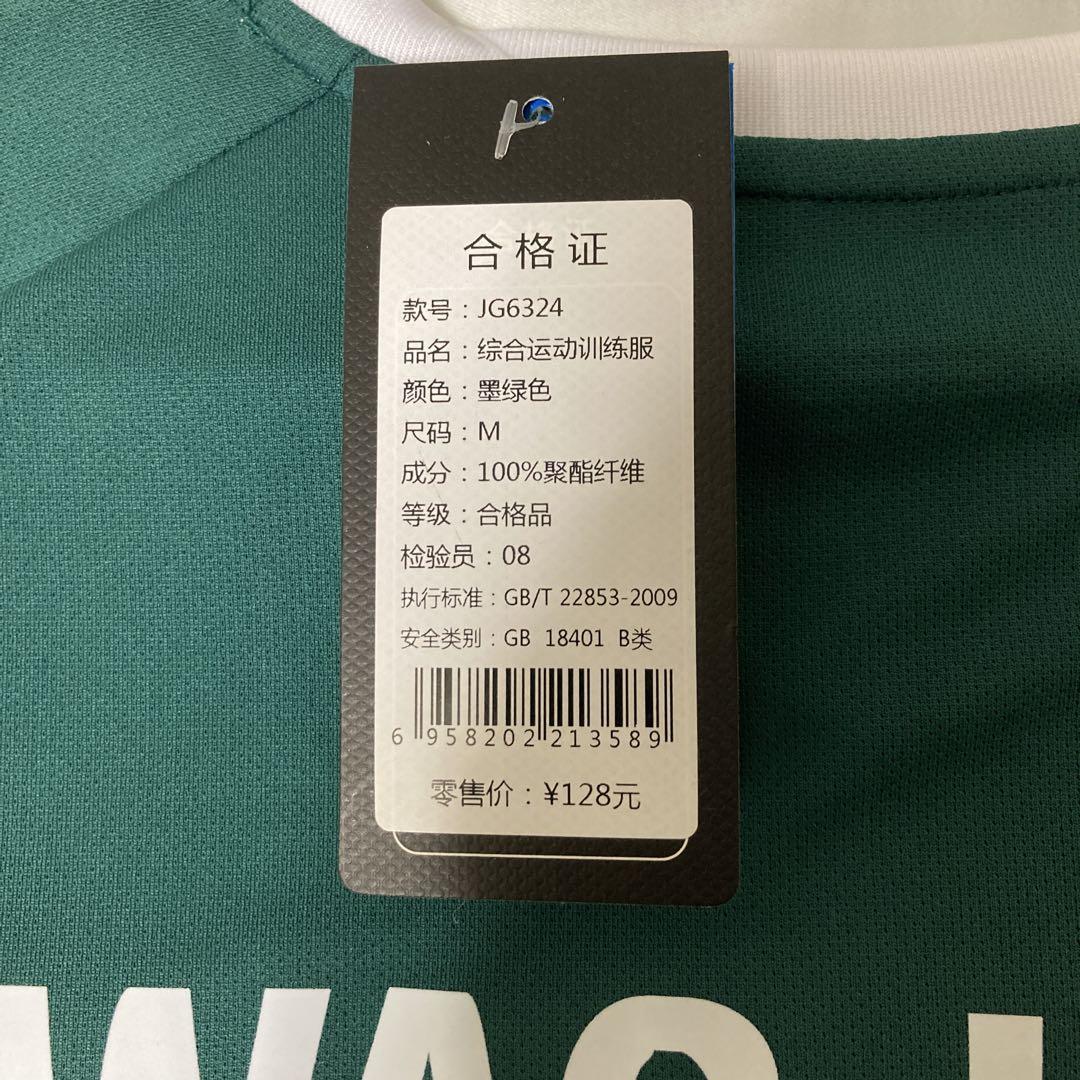 合格证
款号：JG6324
品名：综合运动训练服
颜色：墨绿色
尺码：M
成分：100%聚酯纤维
等级：合格品
检验员：08
执行标准：GB/T 22853-2009
安全类别：GB 18401 B类
6 958202 213589
零售价：¥128元